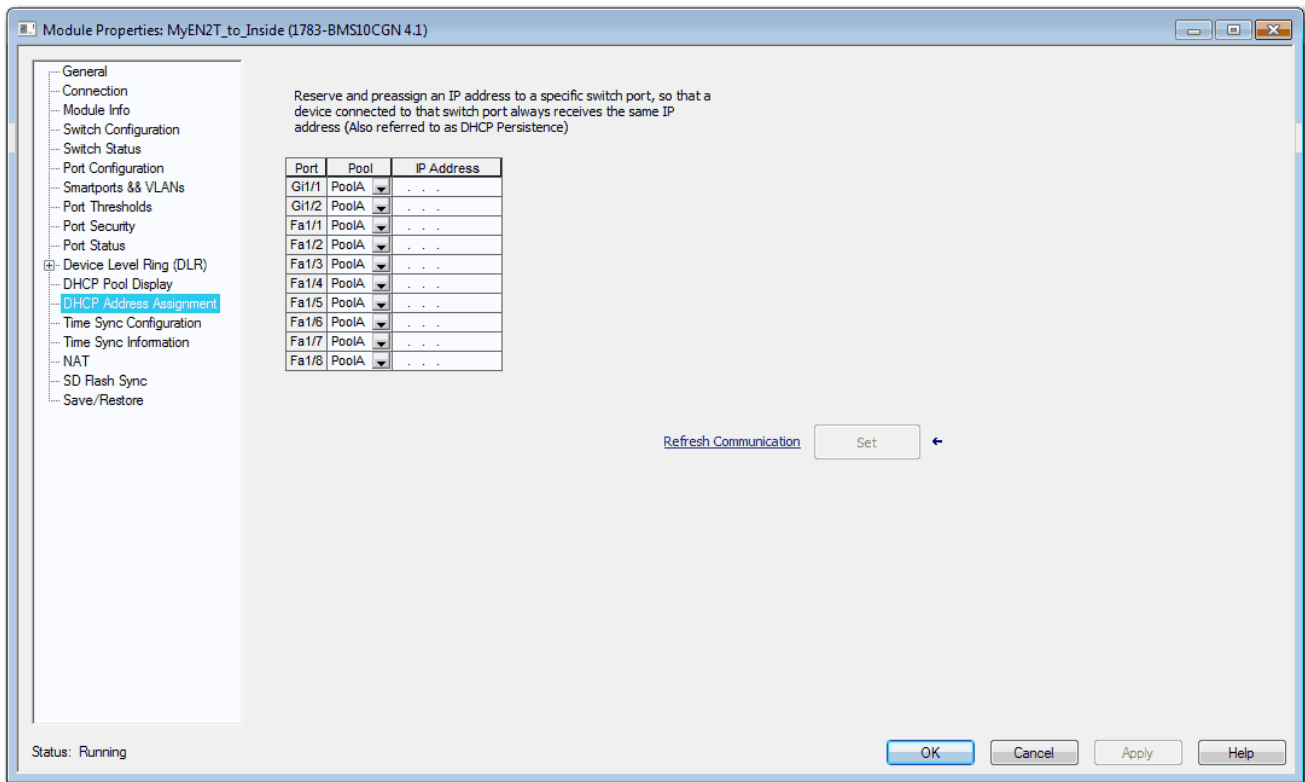 Module Properties: MyEN2T_to_Inside (1783-BMS10CGN 4.1)
General
Connection
Module Info
Switch Configuration
Switch Status
Port Configuration
Smartports && VLANs
Port Thresholds
Port Security
Port Status
Device Level Ring (DLR)
DHCP Pool Display
DHCP Address Assignment
Time Sync Configuration
Time Sync Information
NAT
SD Flash Sync
Save/Restore
Reserve and preassign an IP address to a specific switch port, so that a
device connected to that switch port always receives the same IP
address (Also referred to as DHCP Persistence)
Port Pool IP Address
Gi1/1 PoolA . . .
Gi1/2 PoolA . . .
Fa1/1 PoolA . . .
Fa1/2 PoolA . . .
Fa1/3 PoolA . . .
Fa1/4 PoolA . . .
Fa1/5 PoolA . . .
Fa1/6 PoolA . . .
Fa1/7 PoolA . . .
Fa1/8 PoolA . . .
Refresh Communication Set
Status: Running
OK Cancel Apply Help